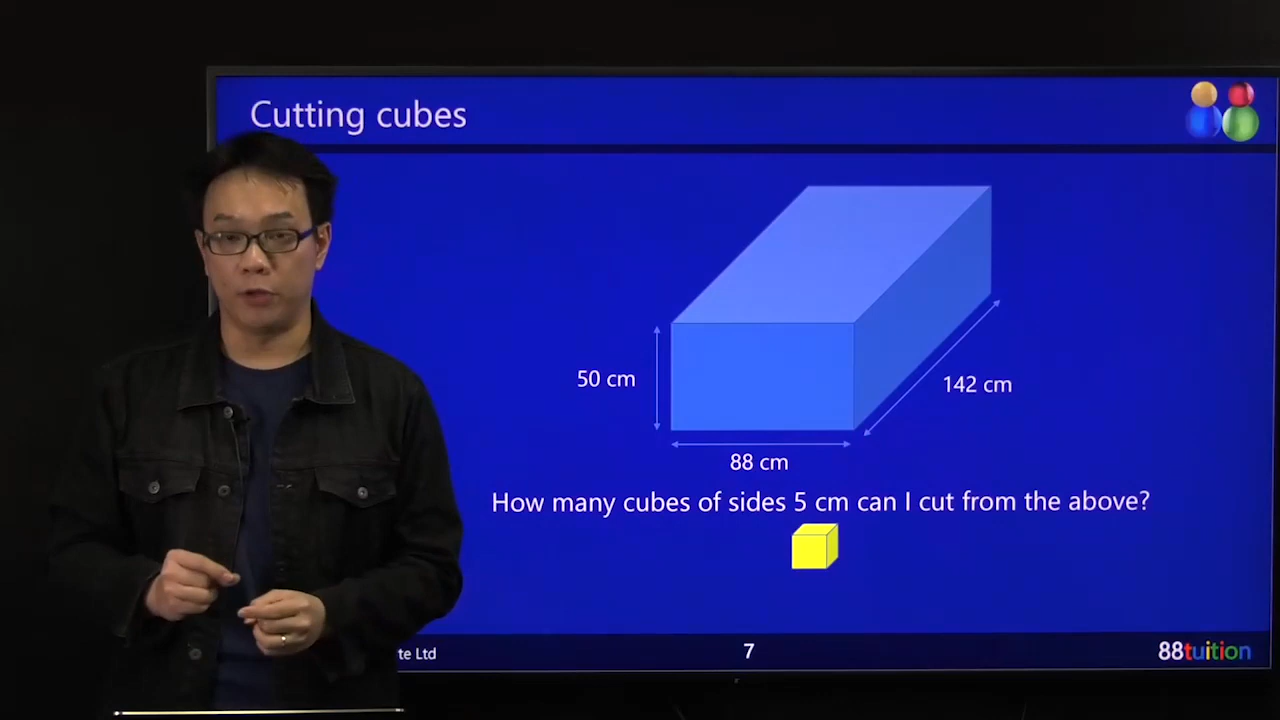 Cutting cubes
50 cm
142 cm
88 cm
How many cubes of sides 5 cm can I cut from the above?
Ltd
7
88tuition